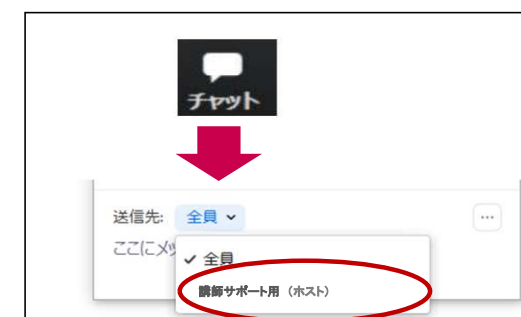 チャット
送信先: 全員
ここにメッ
全員
講師サポート用 (ホスト)